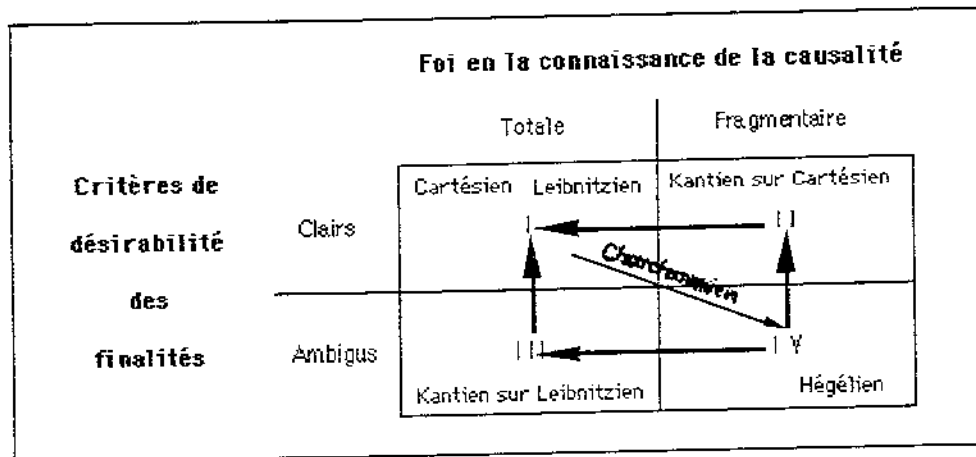 Foi en la connaissance de la causalité
Totale Fragmentaire
Critères de
désirabilité
des
finalités
Cartésien Leibnitzien Kantien sur Cartésien
Clairs I II
Ambigus III IV
Kantien sur Leibnitzien Hégélien